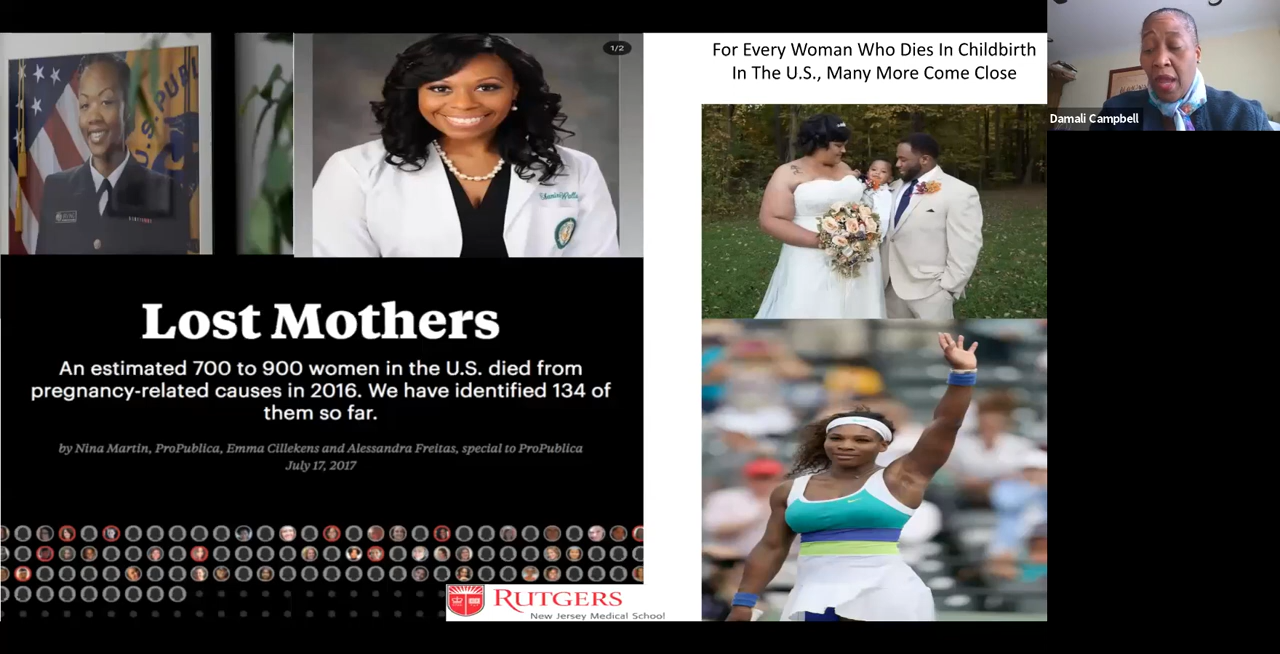 1/2
For Every Woman Who Dies In Childbirth
In The U.S., Many More Come Close
Damali Campbell
Lost Mothers
An estimated 700 to 900 women in the U.S. died from
pregnancy-related causes in 2016. We have identified 134 of
them so far.
by Nina Martin, ProPublica, Emma Cillekens and Alessandra Freitas, special to ProPublica
July 17, 2017
RUTGERS
New Jersey Medical School